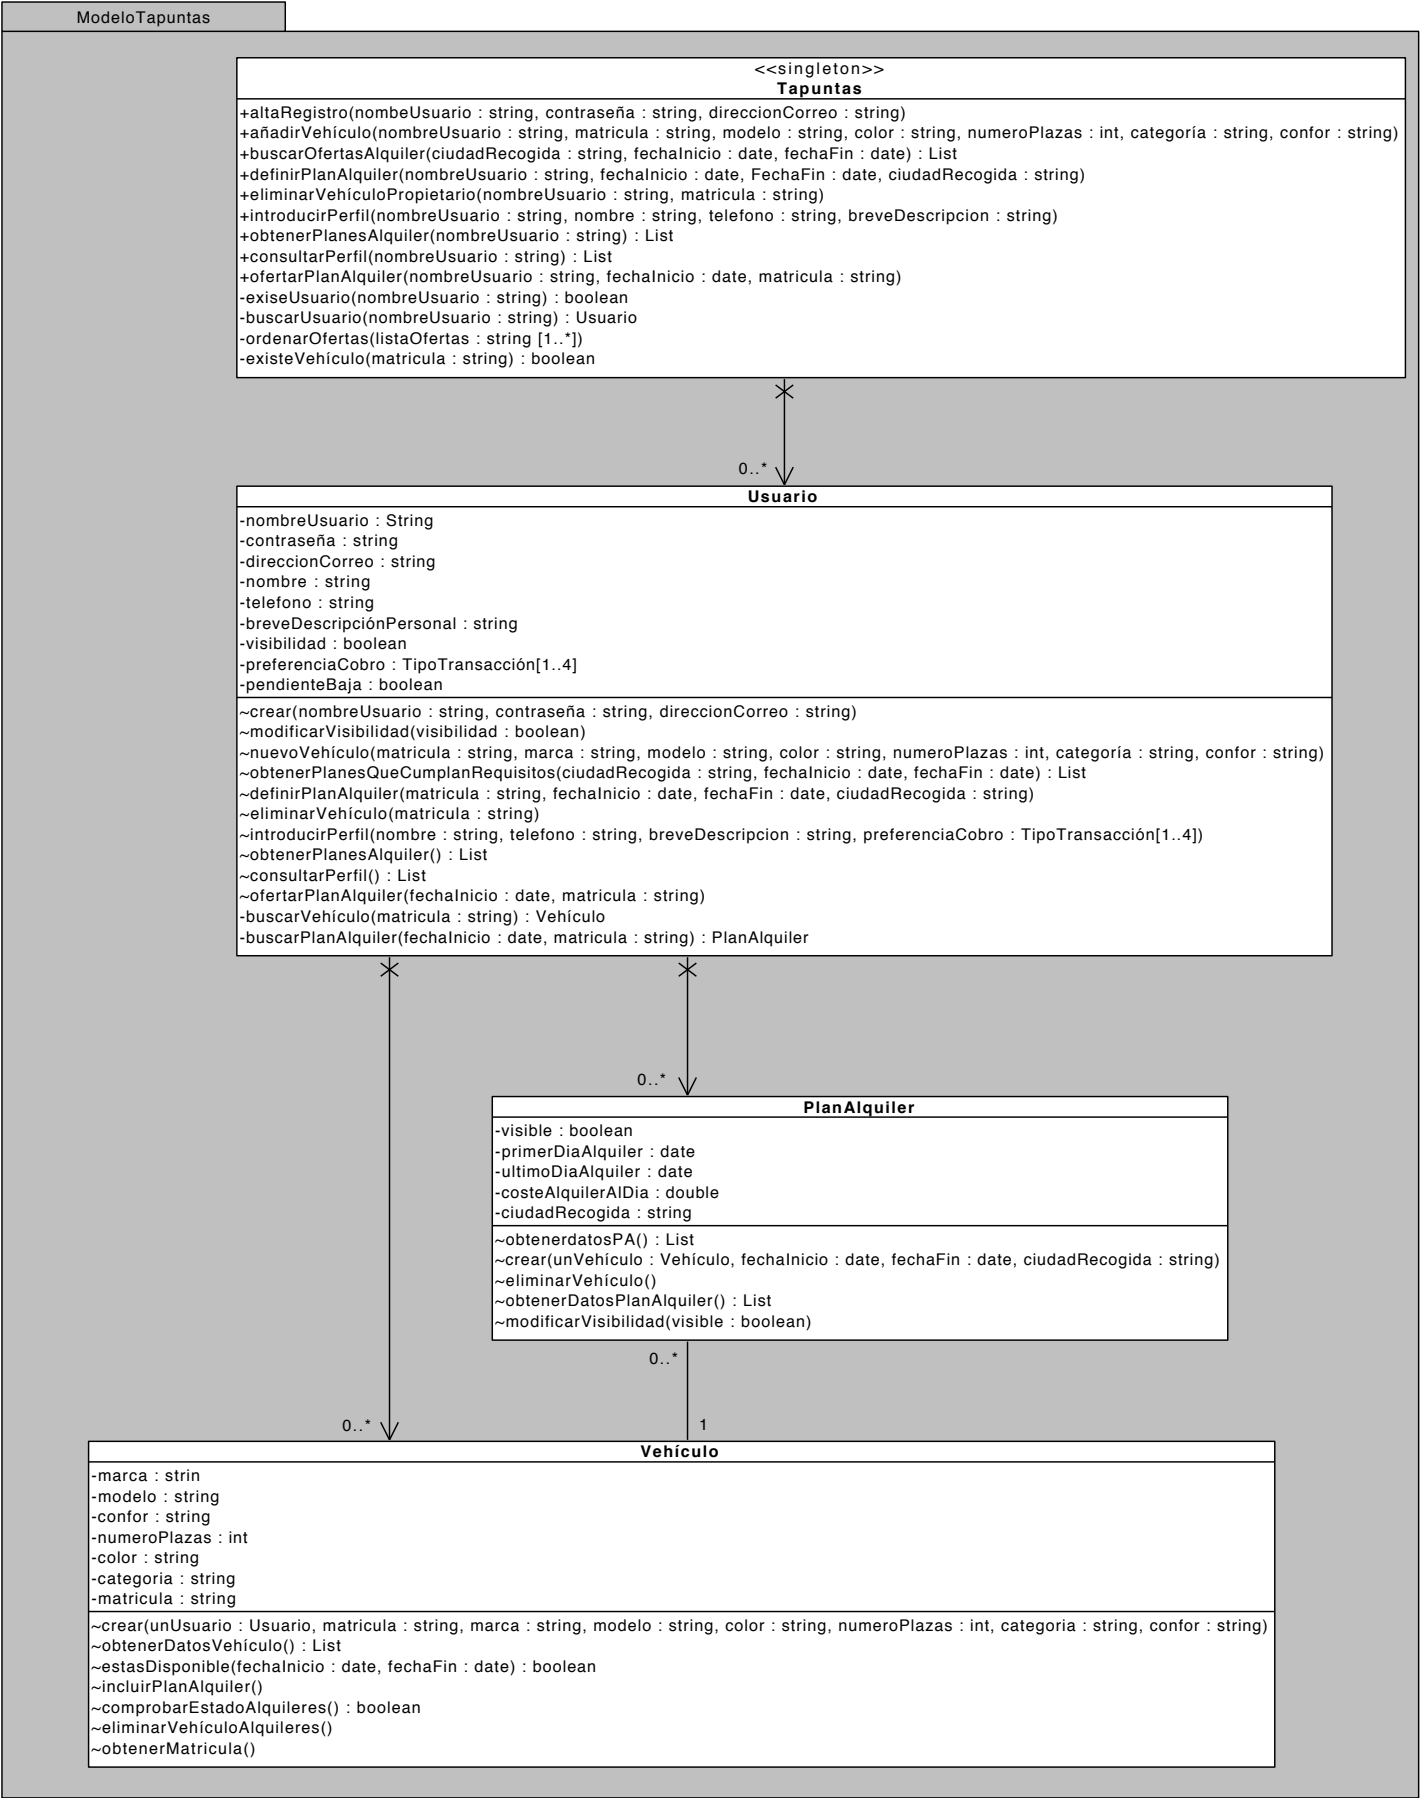 ModeloTapuntas
<<singleton>>
Tapuntas
+altaRegistro(nombeUsuario : string, contraseña : string, direccionCorreo : string)
+añadirVehículo(nombreUsuario : string, matricula : string, modelo : string, color : string, numeroPlazas : int, categoría : string, confor : string)
+buscarOfertasAlquiler(ciudadRecogida : string, fechaInicio : date, fechaFin : date) : List
+definirPlanAlquiler(nombreUsuario : string, fechaInicio : date, FechaFin : date, ciudadRecogida : string)
+eliminarVehículoPropietario(nombreUsuario : string, matricula : string)
+introducirPerfil(nombreUsuario : string, nombre : string, telefono : string, breveDescripcion : string)
+obtenerPlanesAlquiler(nombreUsuario : string) : List
+consultarPerfil(nombreUsuario : string) : List
+ofertarPlanAlquiler(nombreUsuario : string, fechaInicio : date, matricula : string)
-exiseUsuario(nombreUsuario : string) : boolean
-buscarUsuario(nombreUsuario : string) : Usuario
-ordenarOfertas(listaOfertas : string [1..*])
-existeVehículo(matricula : string) : boolean
0..*
Usuario
-nombreUsuario : String
-contraseña : string
-direccionCorreo : string
-nombre : string
-telefono : string
-breveDescripciónPersonal : string
-visibilidad : boolean
-preferenciaCobro : TipoTransacción[1..4]
-pendienteBaja : boolean
~crear(nombreUsuario : string, contraseña : string, direccionCorreo : string)
~modificarVisibilidad(visibilidad : boolean)
~nuevoVehículo(matricula : string, marca : string, modelo : string, color : string, numeroPlazas : int, categoría : string, confor : string)
~obtenerPlanesQueCumplanRequisitos(ciudadRecogida : string, fechaInicio : date, fechaFin : date) : List
~definirPlanAlquiler(matricula : string, fechaInicio : date, fechaFin : date, ciudadRecogida : string)
~eliminarVehículo(matricula : string)
~introducirPerfil(nombre : string, telefono : string, breveDescripcion : string, preferenciaCobro : TipoTransacción[1..4])
~obtenerPlanesAlquiler() : List
~consultarPerfil() : List
~ofertarPlanAlquiler(fechaInicio : date, matricula : string)
-buscarVehículo(matricula : string) : Vehículo
-buscarPlanAlquiler(fechaInicio : date, matricula : string) : PlanAlquiler
0..*
PlanAlquiler
-visible : boolean
-primerDiaAlquiler : date
-ultimoDiaAlquiler : date
-costeAlquilerAlDia : double
-ciudadRecogida : string
~obtenerdatosPA() : List
~crear(unVehículo : Vehículo, fechaInicio : date, fechaFin : date, ciudadRecogida : string)
~eliminarVehículo()
~obtenerDatosPlanAlquiler() : List
~modificarVisibilidad(visible : boolean)
0..*
0..*
1
Vehículo
-marca : strin
-modelo : string
-confor : string
-numeroPlazas : int
-color : string
-categoria : string
-matricula : string
~crear(unUsuario : Usuario, matricula : string, marca : string, modelo : string, color : string, numeroPlazas : int, categoria : string, confor : string)
~obtenerDatosVehículo() : List
~estasDisponible(fechaInicio : date, fechaFin : date) : boolean
~incluirPlanAlquiler()
~comprobarEstadoAlquileres() : boolean
~eliminarVehículoAlquileres()
~obtenerMatricula()